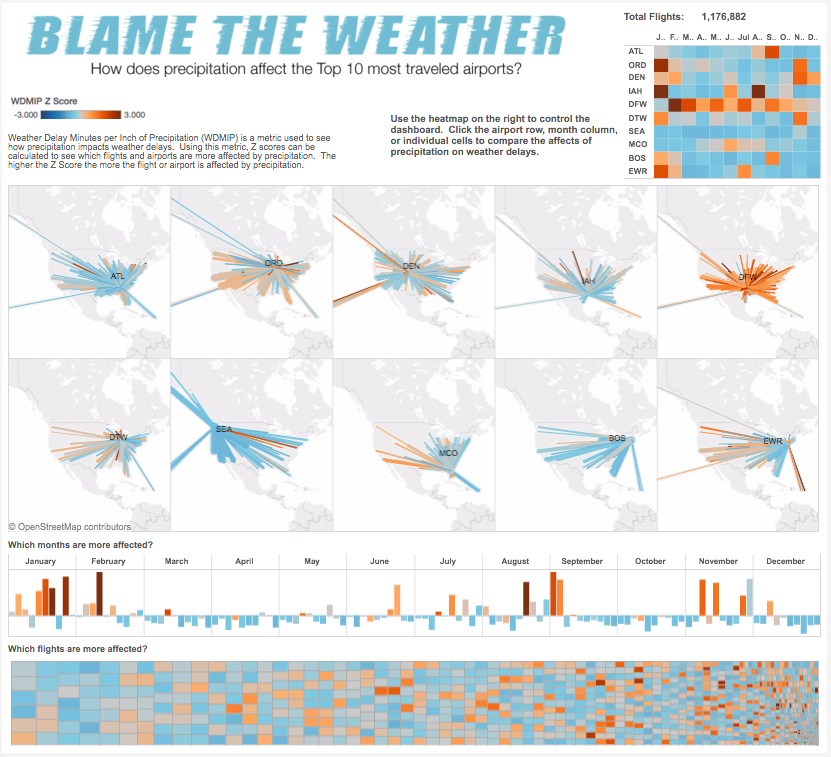 BLAME THE WEATHER
How does precipitation affect the Top 10 most traveled airports?
Total Flights: 1,176,882
J.. F.. M.. A.. M.. J.. Jul A.. S.. O.. N.. D..
ATL
ORD
DEN
IAH
DFW
DTW
SEA
MCO
BOS
EWR
WDMIP Z Score
-3.000 3.000
Weather Delay Minutes per Inch of Precipitation (WDMIP) is a metric used to see
how precipitation impacts weather delays. Using this metric, Z scores can be
calculated to see which flights and airports are more affected by precipitation. The
higher the Z Score the more the flight or airport is affected by precipitation.
Use the heatmap on the right to control the
dashboard. Click the airport row, month column,
or individual cells to compare the affects of
precipitation on weather delays.
ATL
ORD
DEN
IAH
DFW
DTW
SEA
MCO
BOS
EWR
© OpenStreetMap contributors
Which months are more affected?
January February March April May June July August September October November December
Which flights are more affected?